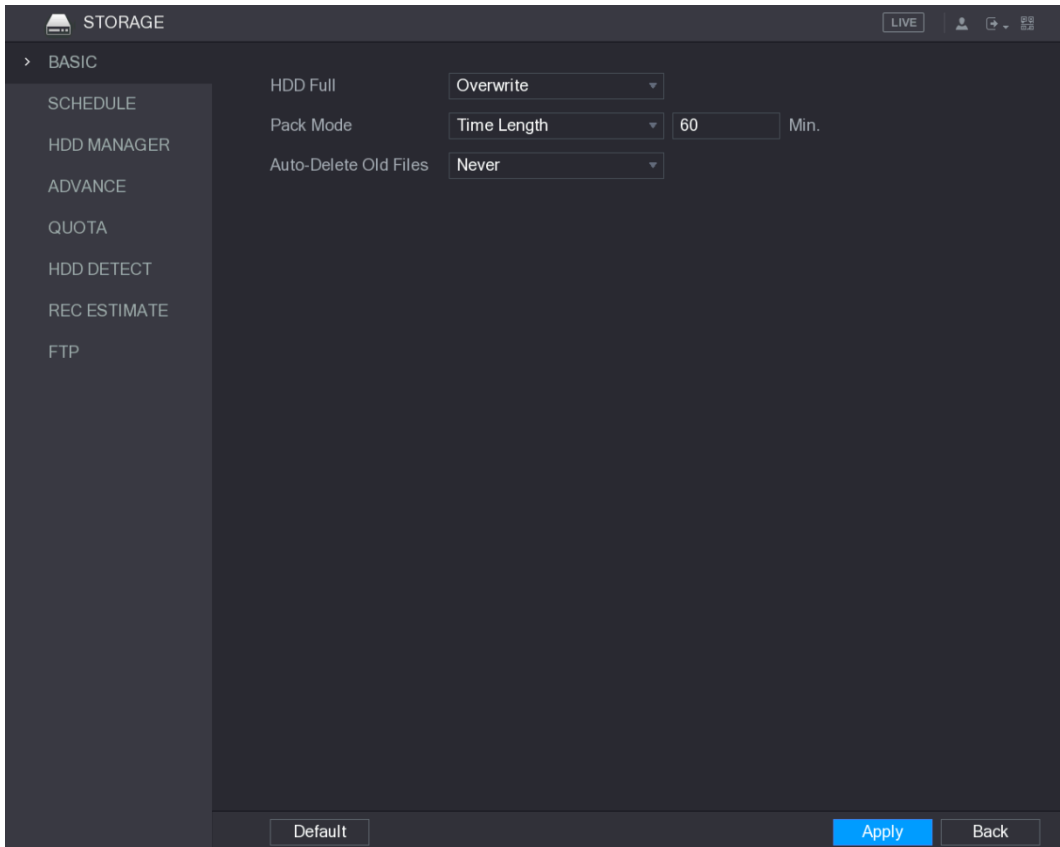 STORAGE LIVE
BASIC
SCHEDULE
HDD MANAGER
ADVANCE
QUOTA
HDD DETECT
REC ESTIMATE
FTP
HDD Full Overwrite
Pack Mode Time Length 60 Min.
Auto-Delete Old Files Never
Default Apply Back